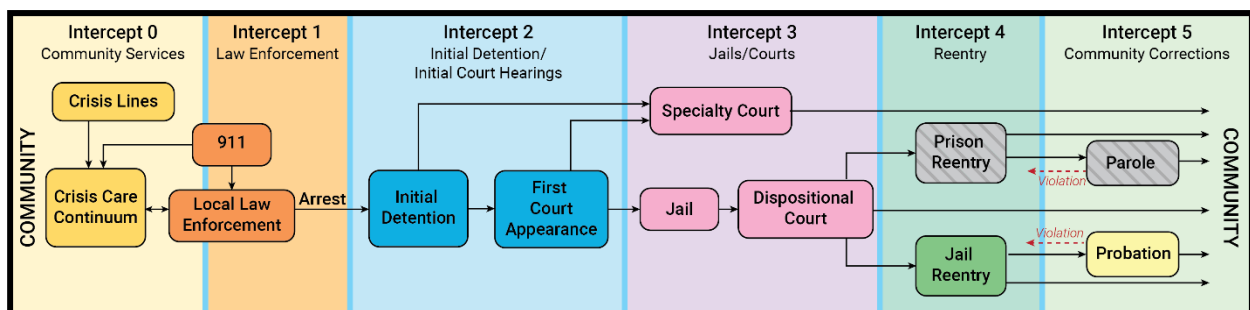 Intercept 0
Community Services
Intercept 1
Law Enforcement
Intercept 2
Initial Detention/
Initial Court Hearings
Intercept 3
Jails/Courts
Intercept 4
Reentry
Intercept 5
Community Corrections
COMMUNITY
Crisis Lines
911
Crisis Care
Continuum
Local Law
Enforcement
Arrest
Initial
Detention
First
Court
Appearance
Specialty Court
Jail
Dispositional
Court
Prison
Reentry
Violation
Parole
Jail
Reentry
Violation
Probation
COMMUNITY